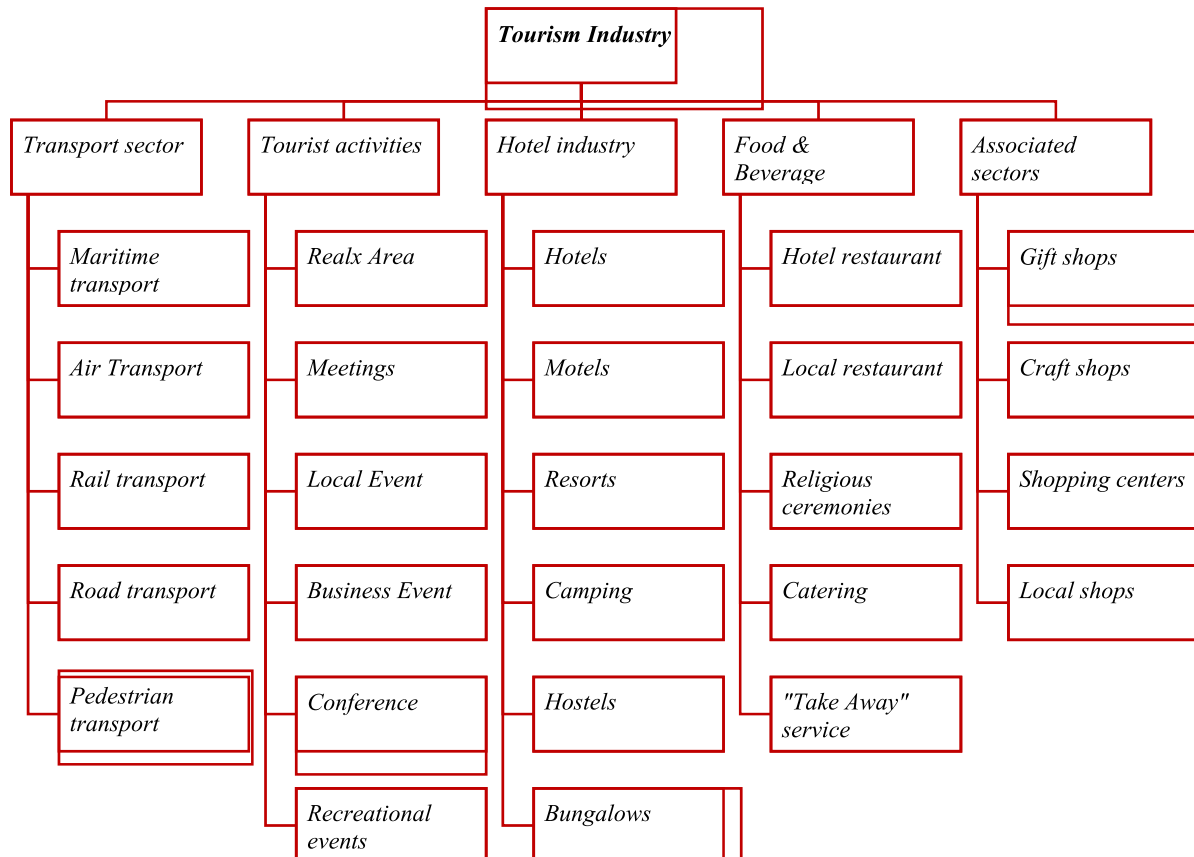 Tourism Industry
Transport sector
Tourist activities
Hotel industry
Food &
Beverage
Associated
sectors
Maritime
transport
Air Transport
Rail transport
Road transport
Pedestrian
transport
Realx Area
Meetings
Local Event
Business Event
Conference
Recreational
events
Hotels
Motels
Resorts
Camping
Hostels
Bungalows
Hotel restaurant
Local restaurant
Religious
ceremonies
Catering
"Take Away"
service
Gift shops
Craft shops
Shopping centers
Local shops